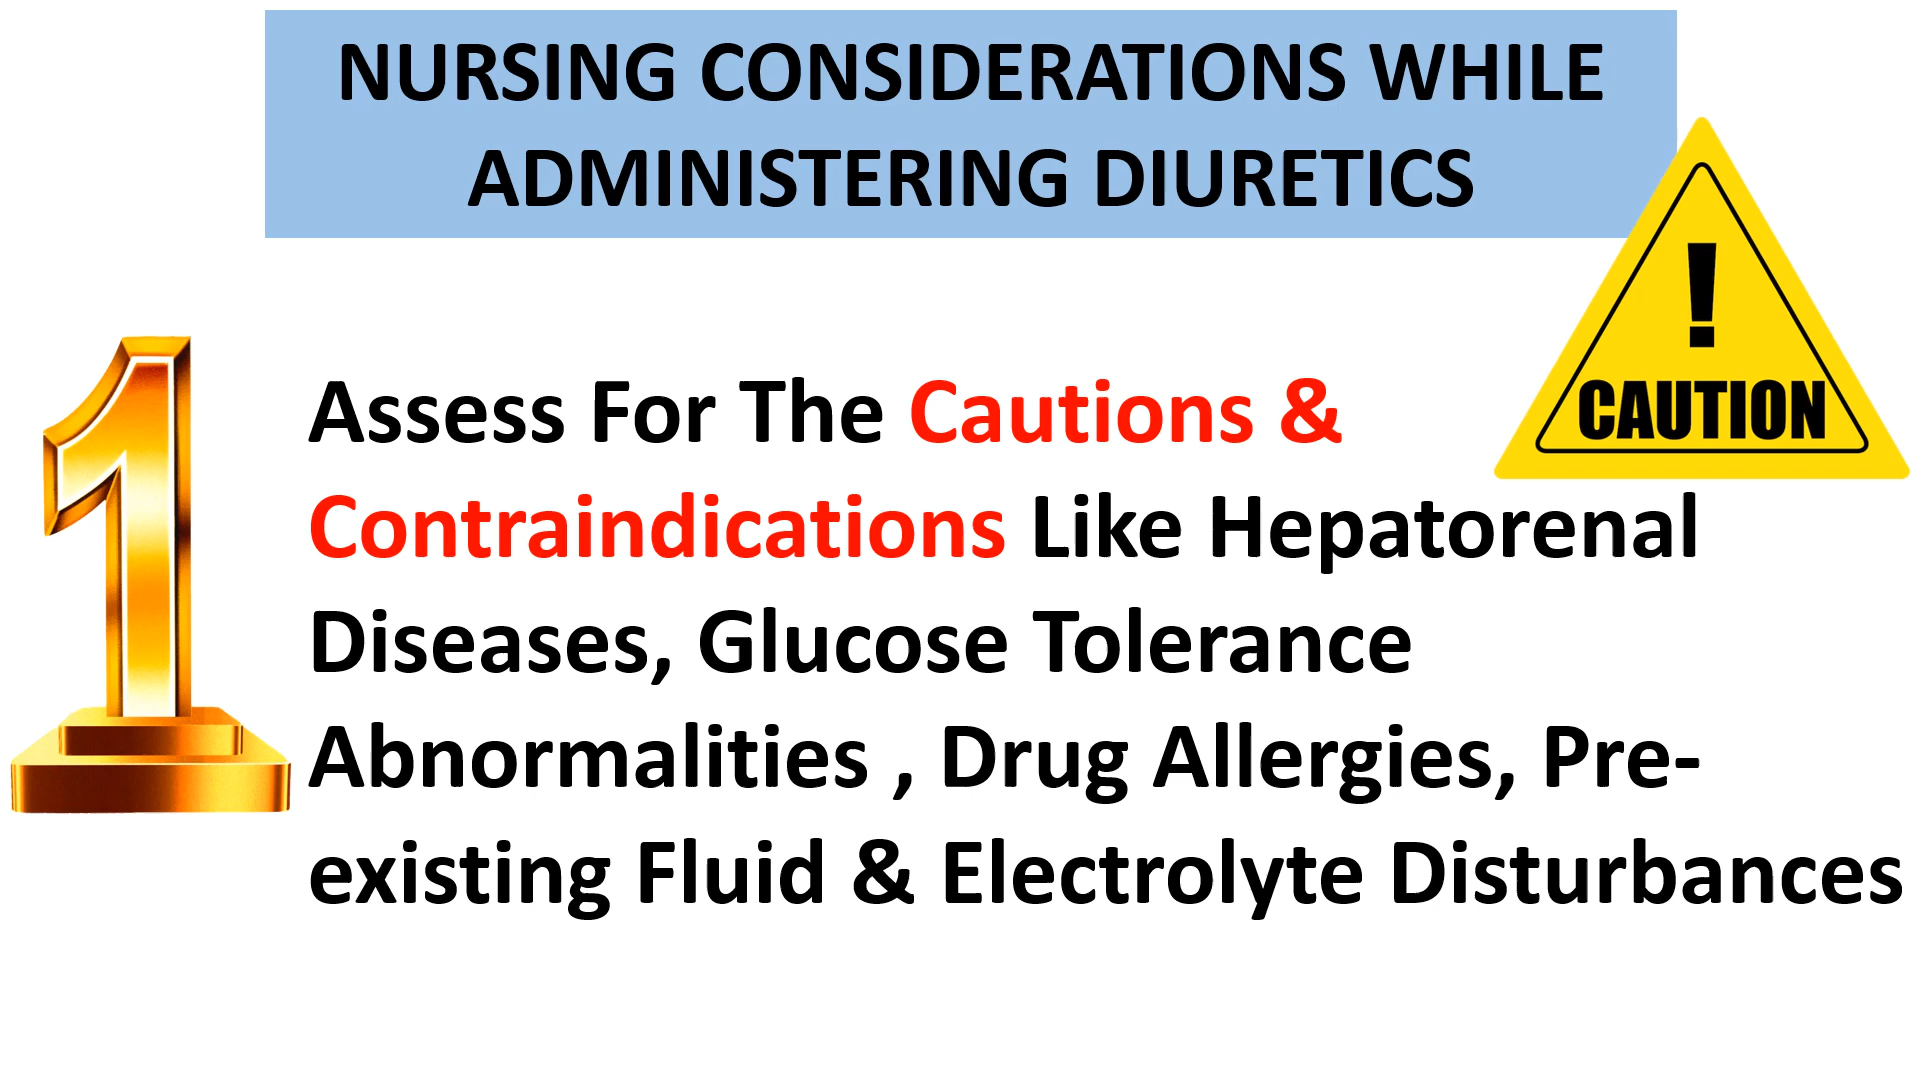 NURSING CONSIDERATIONS WHILE
ADMINISTERING DIURETICS
!
CAUTION
1
Assess For The Cautions &
Contraindications Like Hepatorenal
Diseases, Glucose Tolerance
Abnormalities , Drug Allergies, Pre-
existing Fluid & Electrolyte Disturbances